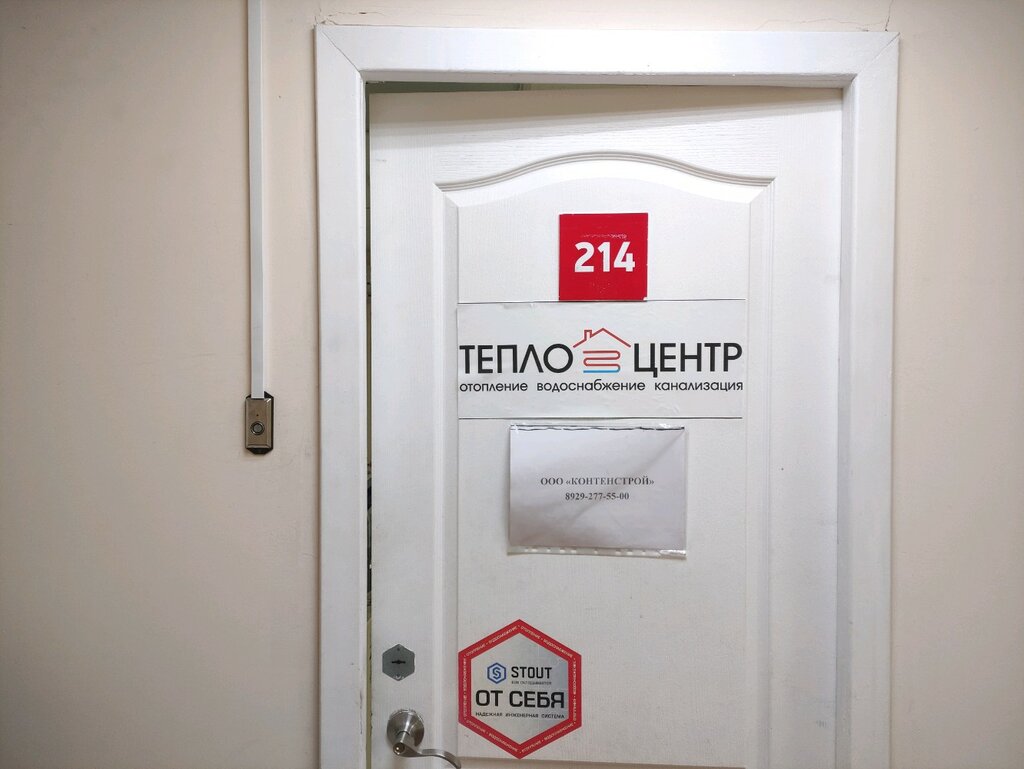 214
ТЕПЛО ЦЕНТР
отопление водоснабжение канализация
ООО «КОНТЕНСТРОЙ»
8929-277-55-00
STOUT
ОТ СЕБЯ
НАДЕЖНАЯ ИНЖЕНЕРНАЯ СИСТЕМА